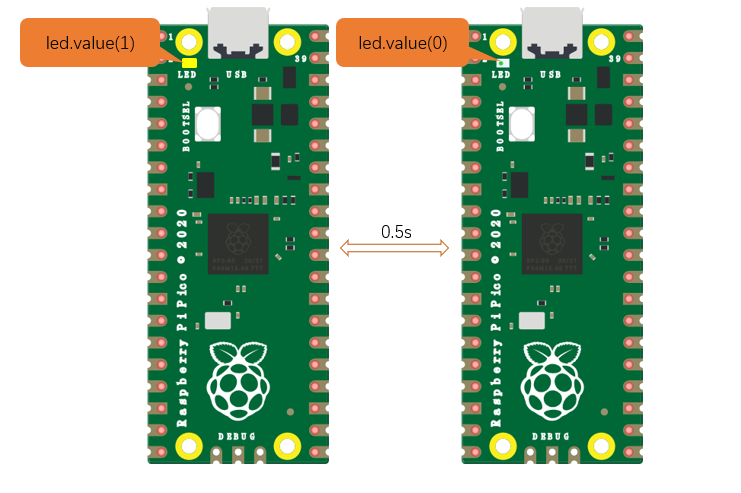 led.value(1)
led.value(0)
0.5s
1
2
39
LED
USB
BOOTSEL
Raspberry Pi Pico © 2020
DEBUG
1
39
LED
USB
BOOTSEL
Raspberry Pi Pico © 2020
DEBUG